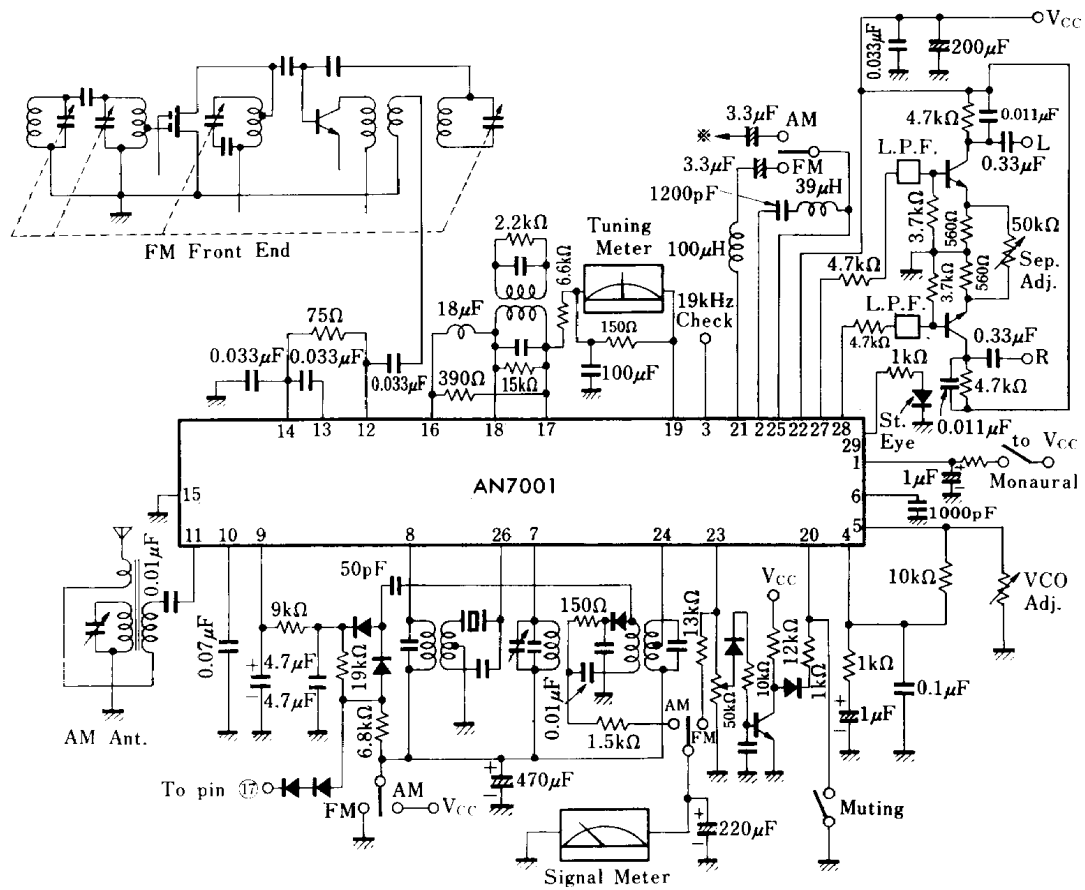 VCC
0.033μF
200μF
4.7kΩ
0.011μF
L
0.33μF
3.3μF
AM
※
3.3μF
FM
L.P.F.
1200pF
39μH
50kΩ
Sep.
Adj.
3.7kΩ
560Ω
560Ω
3.7kΩ
FM Front End
2.2kΩ
6.6kΩ
Tuning
Meter
100μH
4.7kΩ
L.P.F.
75Ω
18μF
150Ω
19kHz
Check
4.7kΩ
0.33μF
R
0.033μF
0.033μF
0.033μF
390Ω
15kΩ
100μF
1kΩ
4.7kΩ
St.
Eye
0.011μF
14
13
12
16
18
17
19
3
21
2
25
22
27
28
29
1
to VCC
1μF
+
−
Monaural
15
AN7001
6
1000pF
5
11
10
9
8
26
7
24
23
20
4
0.01μF
50pF
VCC
10kΩ
VCO
Adj.
AM Ant.
0.07μF
9kΩ
+
4.7μF
−
4.7μF
19kΩ
6.8kΩ
150Ω
0.01μF
1.5kΩ
13kΩ
AM
FM
50kΩ
10kΩ
12kΩ
1kΩ
1kΩ
0.1μF
+
1μF
−
To pin ⑰
FM
AM
VCC
+
470μF
−
+
220μF
−
Muting
Signal Meter